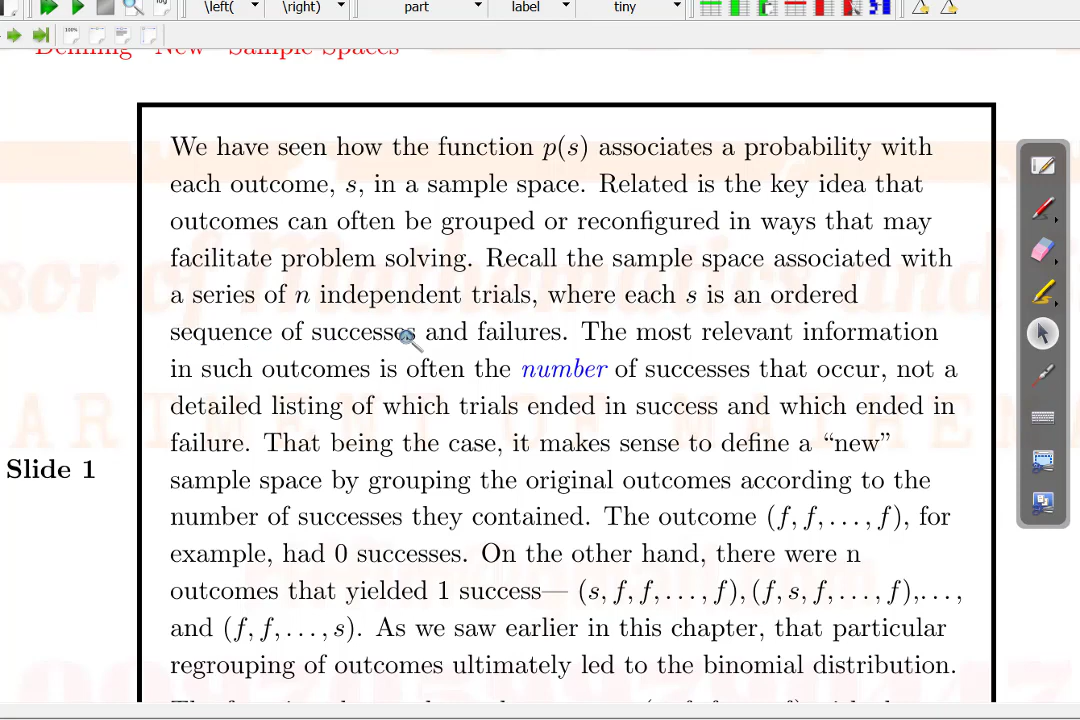 \left( \right) part label tiny
Defining "New" Sample Spaces
We have seen how the function p(s) associates a probability with
each outcome, s, in a sample space. Related is the key idea that
outcomes can often be grouped or reconfigured in ways that may
facilitate problem solving. Recall the sample space associated with
a series of n independent trials, where each s is an ordered
sequence of successes and failures. The most relevant information
in such outcomes is often the number of successes that occur, not a
detailed listing of which trials ended in success and which ended in
failure. That being the case, it makes sense to define a “new”
Slide 1
sample space by grouping the original outcomes according to the
number of successes they contained. The outcome (f, f, . . . , f), for
example, had 0 successes. On the other hand, there were n
outcomes that yielded 1 success— (s, f, f, . . . , f), (f, s, f, . . . , f),. . . ,
and (f, f, . . . , s). As we saw earlier in this chapter, that particular
regrouping of outcomes ultimately led to the binomial distribution.